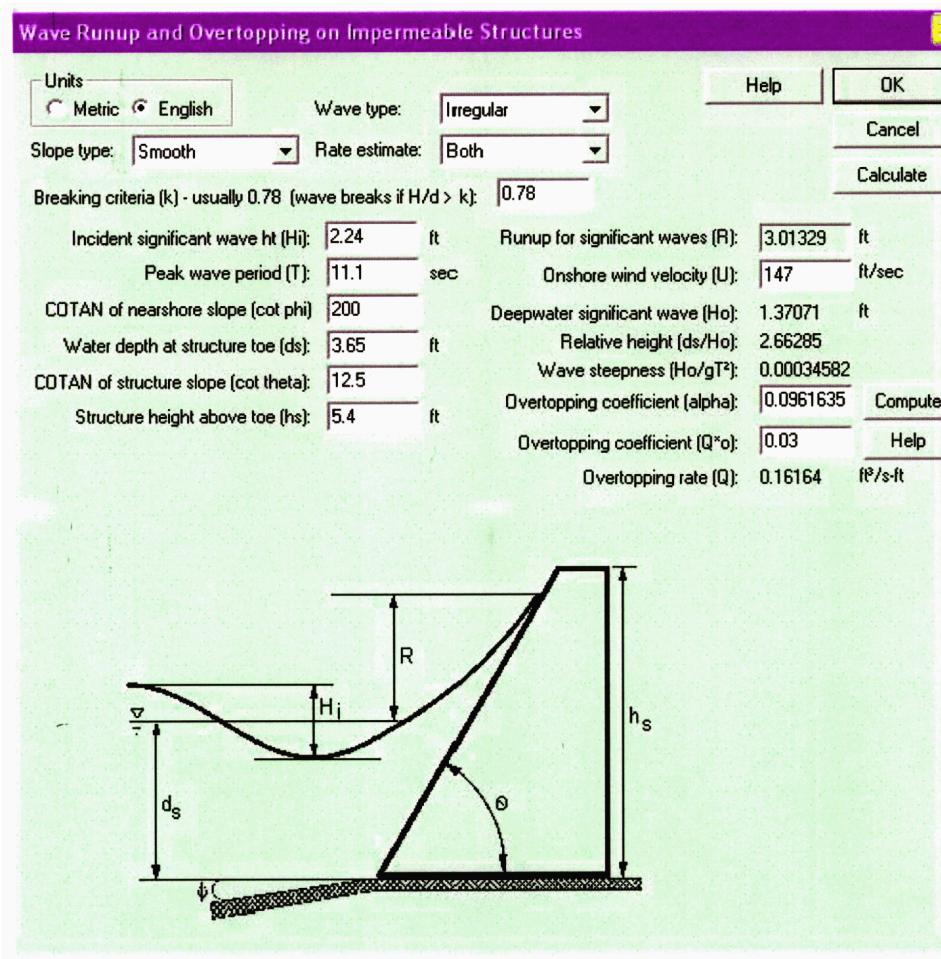 Wave Runup and Overtopping on Impermeable Structures
Units
Metric English
Wave type: Irregular
Help OK
Cancel
Slope type: Smooth
Rate estimate: Both
Calculate
Breaking criteria (k) - usually 0.78 (wave breaks if H/d > k): 0.78
Incident significant wave ht (Hi): 2.24 ft
Runup for significant waves (R): 3.01329 ft
Peak wave period (T): 11.1 sec
Onshore wind velocity (U): 147 ft/sec
COTAN of nearshore slope (cot phi) 200
Deepwater significant wave (Ho): 1.37071 ft
Water depth at structure toe (ds): 3.65 ft
Relative height (ds/Ho): 2.66285
COTAN of structure slope (cot theta): 12.5
Wave steepness (Ho/gT²): 0.00034582
Structure height above toe (hs): 5.4 ft
Overtopping coefficient (alpha): 0.0961635 Compute
Overtopping coefficient (Q*o): 0.03 Help
Overtopping rate (Q): 0.16164 ft³/s-ft
R
Hi
hs
ds
θ
ψ